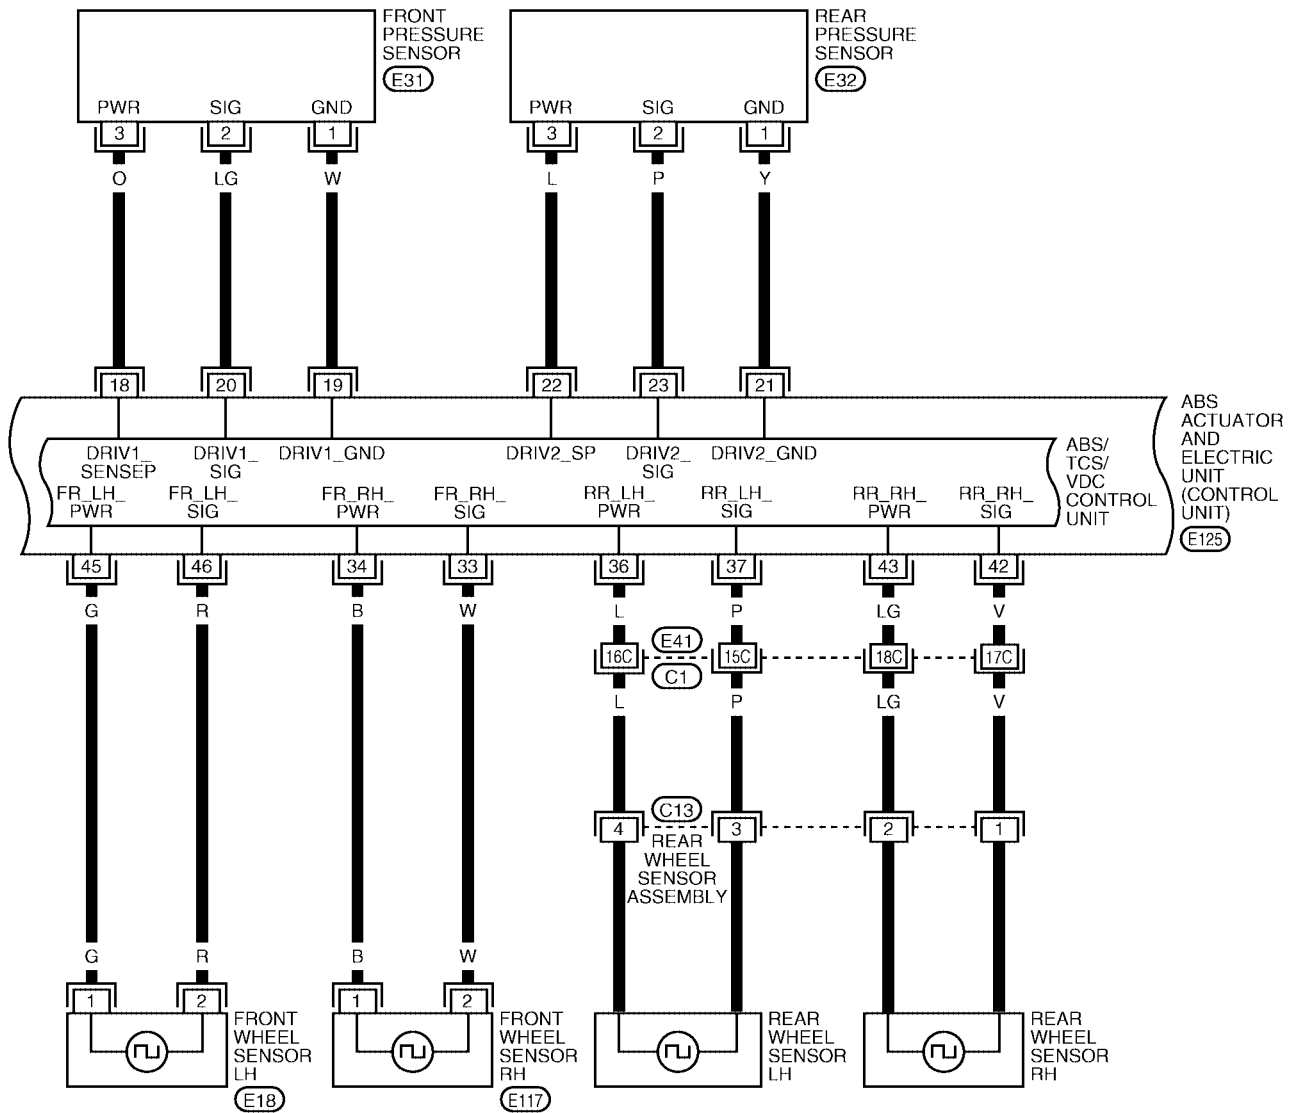 FRONT
PRESSURE
SENSOR
E31
PWR SIG GND
3 2 1
O LG W
REAR
PRESSURE
SENSOR
E32
PWR SIG GND
3 2 1
L P Y
18 20 19 22 23 21
DRIV1_
SENSEP
DRIV1_
SIG
DRIV1_GND
DRIV2_SP
DRIV2_
SIG
DRIV2_GND
FR_LH_
PWR
FR_LH_
SIG
FR_RH_
PWR
FR_RH_
SIG
RR_LH_
PWR
RR_LH_
SIG
RR_RH_
PWR
RR_RH_
SIG
ABS/
TCS/
VDC
CONTROL
UNIT
ABS
ACTUATOR
AND
ELECTRIC
UNIT
(CONTROL
UNIT)
E125
45 46 34 33 36 37 43 42
G R B W L P LG V
E41
16C 15C 18C 17C
C1
L P LG V
C13
4 3 2 1
REAR
WHEEL
SENSOR
ASSEMBLY
G R B W
1 2 1 2
FRONT
WHEEL
SENSOR
LH
E18
FRONT
WHEEL
SENSOR
RH
E117
REAR
WHEEL
SENSOR
LH
REAR
WHEEL
SENSOR
RH